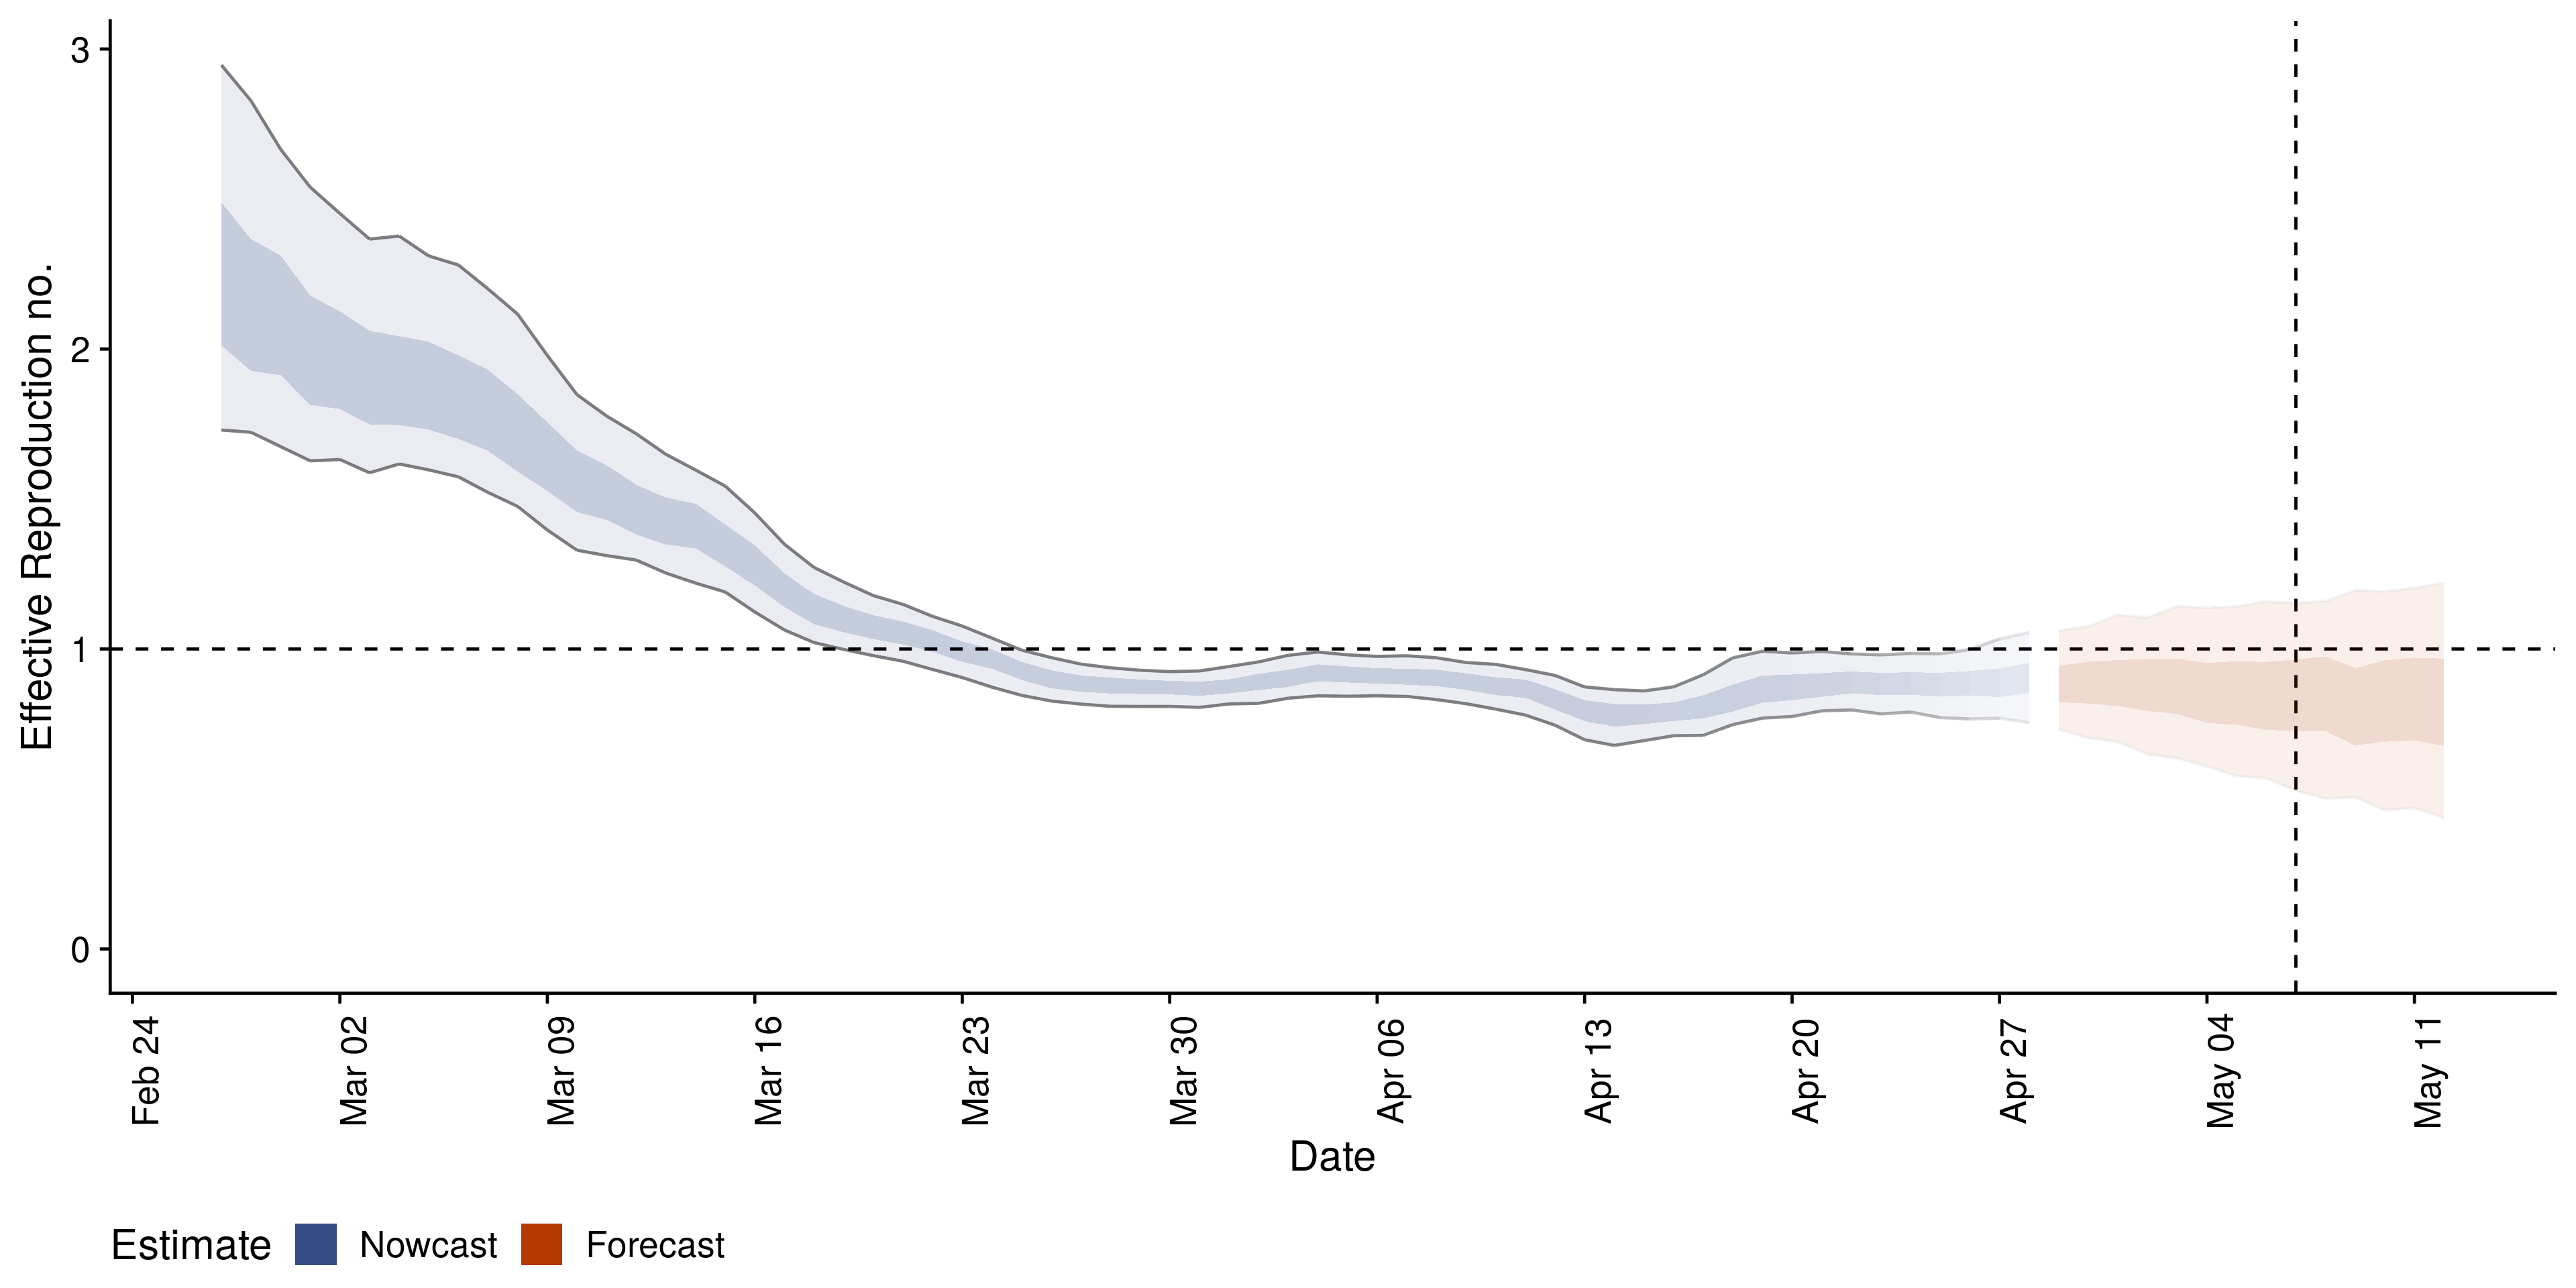 3
2
1
0
Effective Reproduction no.
Feb 24
Mar 02
Mar 09
Mar 16
Mar 23
Mar 30
Apr 06
Apr 13
Apr 20
Apr 27
May 04
May 11
Date
Estimate Nowcast Forecast